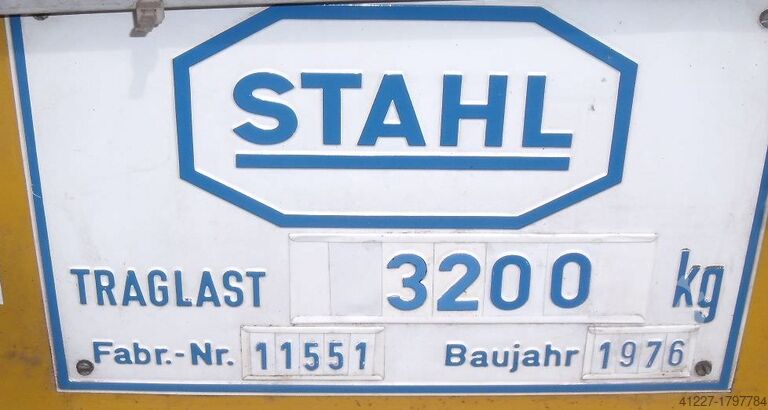 STAHL
TRAGLAST 3200 kg
Fabr.-Nr. 11551 Baujahr 1976
41227-1797784